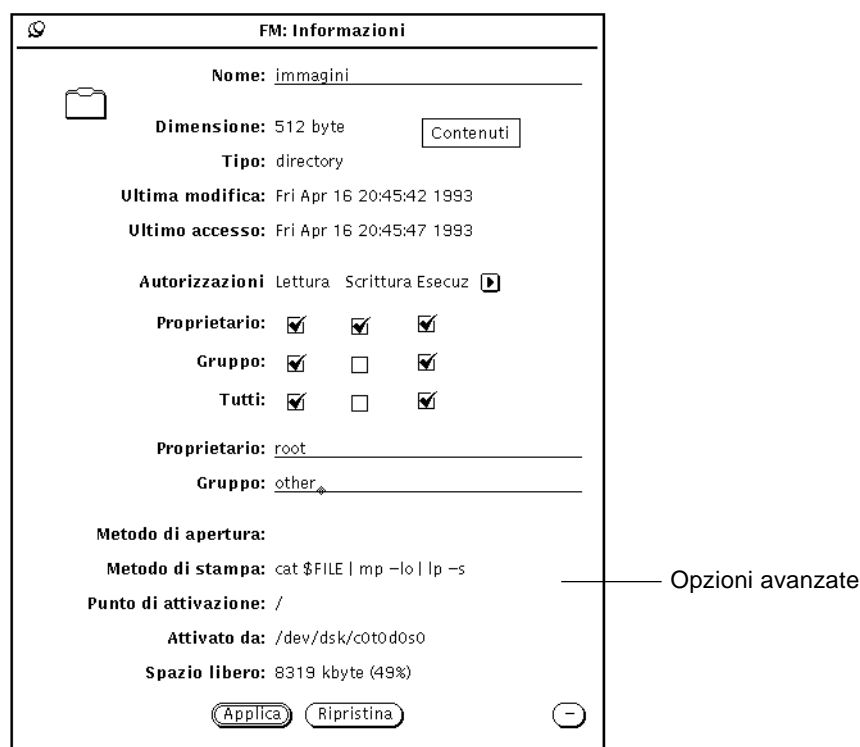 FM: Informazioni
Nome: immagini
Dimensione: 512 byte Contenuti
Tipo: directory
Ultima modifica: Fri Apr 16 20:45:42 1993
Ultimo accesso: Fri Apr 16 20:45:47 1993
Autorizzazioni Lettura Scrittura Esecuz
Proprietario:
Gruppo:
Tutti:
Proprietario: root
Gruppo: other
Metodo di apertura:
Metodo di stampa: cat $FILE | mp -lo | lp -s
Opzioni avanzate
Punto di attivazione: /
Attivato da: /dev/dsk/c0t0d0s0
Spazio libero: 8319 kbyte (49%)
Applica Ripristina −